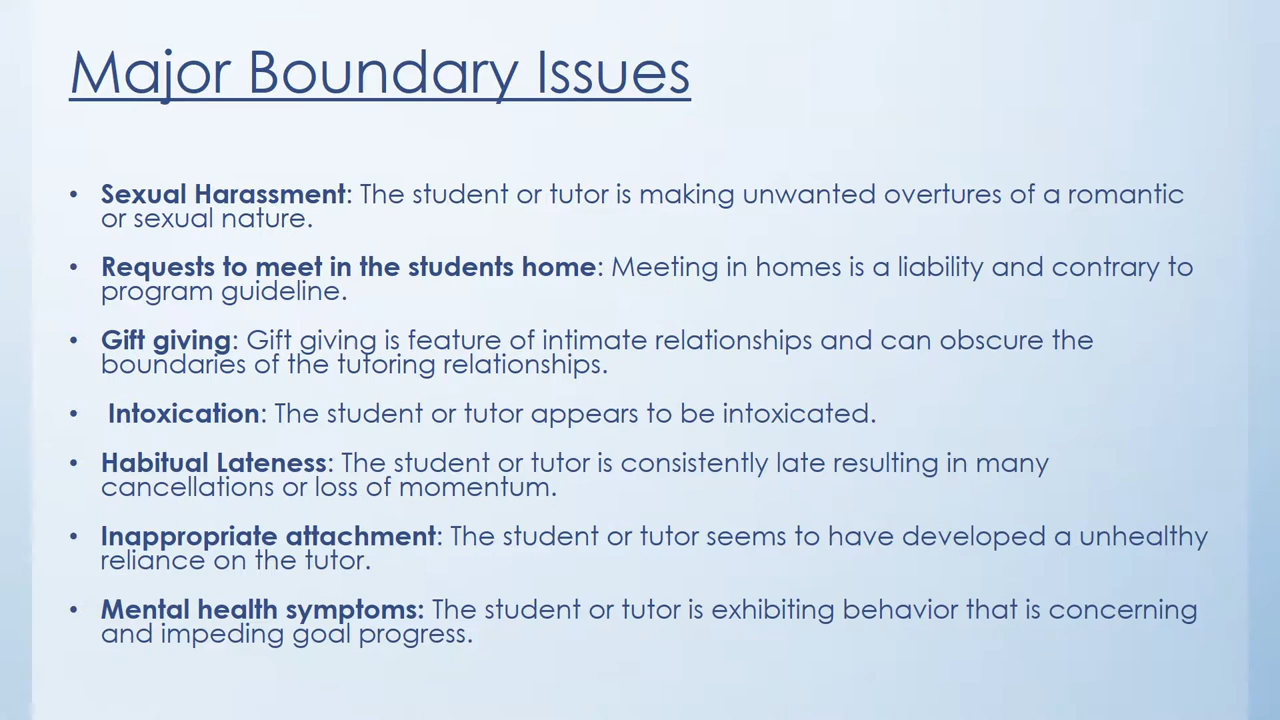 Major Boundary Issues
• Sexual Harassment: The student or tutor is making unwanted overtures of a romantic
or sexual nature.
• Requests to meet in the students home: Meeting in homes is a liability and contrary to
program guideline.
• Gift giving: Gift giving is feature of intimate relationships and can obscure the
boundaries of the tutoring relationships.
• Intoxication: The student or tutor appears to be intoxicated.
• Habitual Lateness: The student or tutor is consistently late resulting in many
cancellations or loss of momentum.
• Inappropriate attachment: The student or tutor seems to have developed a unhealthy
reliance on the tutor.
• Mental health symptoms: The student or tutor is exhibiting behavior that is concerning
and impeding goal progress.